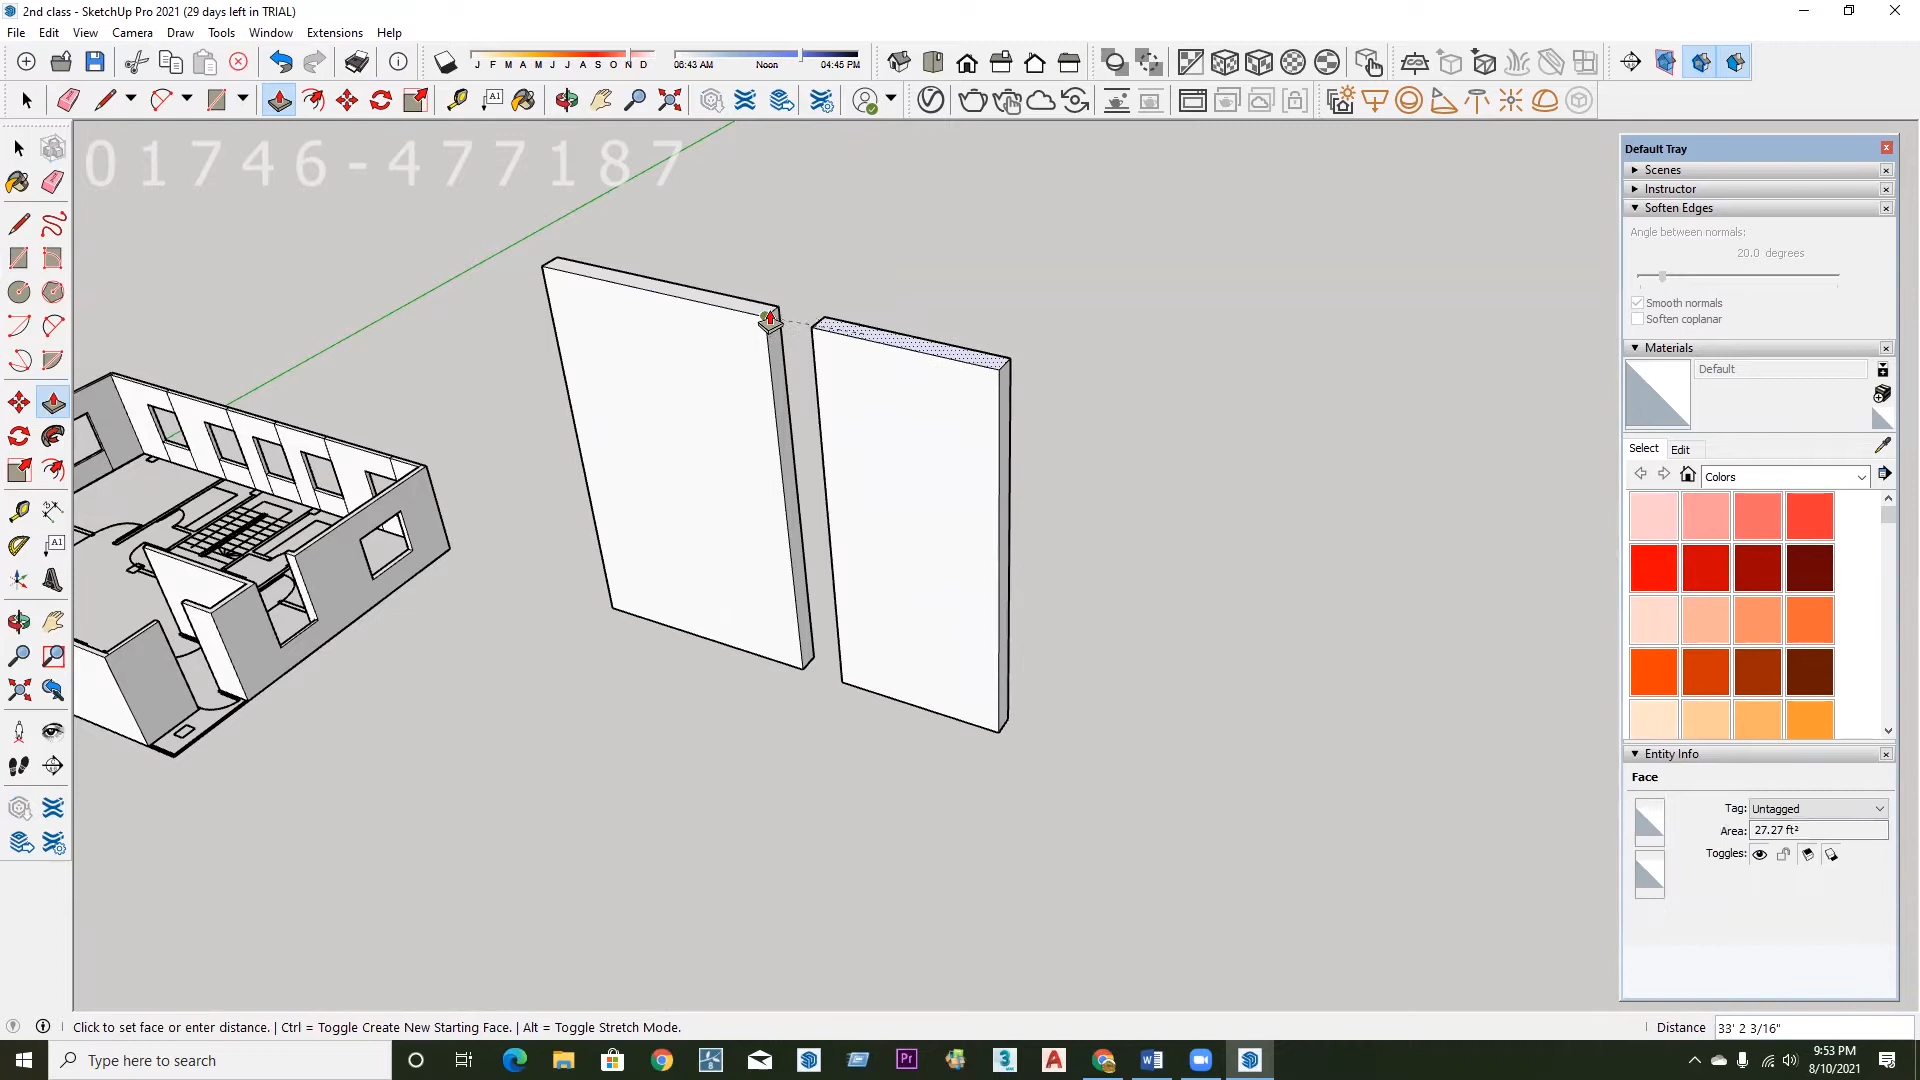 2nd class - SketchUp Pro 2021 (29 days left in TRIAL)
File Edit View Camera Draw Tools Window Extensions Help
J F M A M J J A S O N D
06:43 AM Noon 04:45 PM
01746-477187
Default Tray
Scenes
Instructor
Soften Edges
Angle between normals:
20.0 degrees
Smooth normals
Soften coplanar
Materials
Default
Select Edit
Colors
Entity Info
Face
Tag: Untagged
Area: 27.27 ft²
Toggles:
Click to set face or enter distance. | Ctrl = Toggle Create New Starting Face. | Alt = Toggle Stretch Mode.
Distance 33' 2 3/16"
Type here to search
9:53 PM
8/10/2021